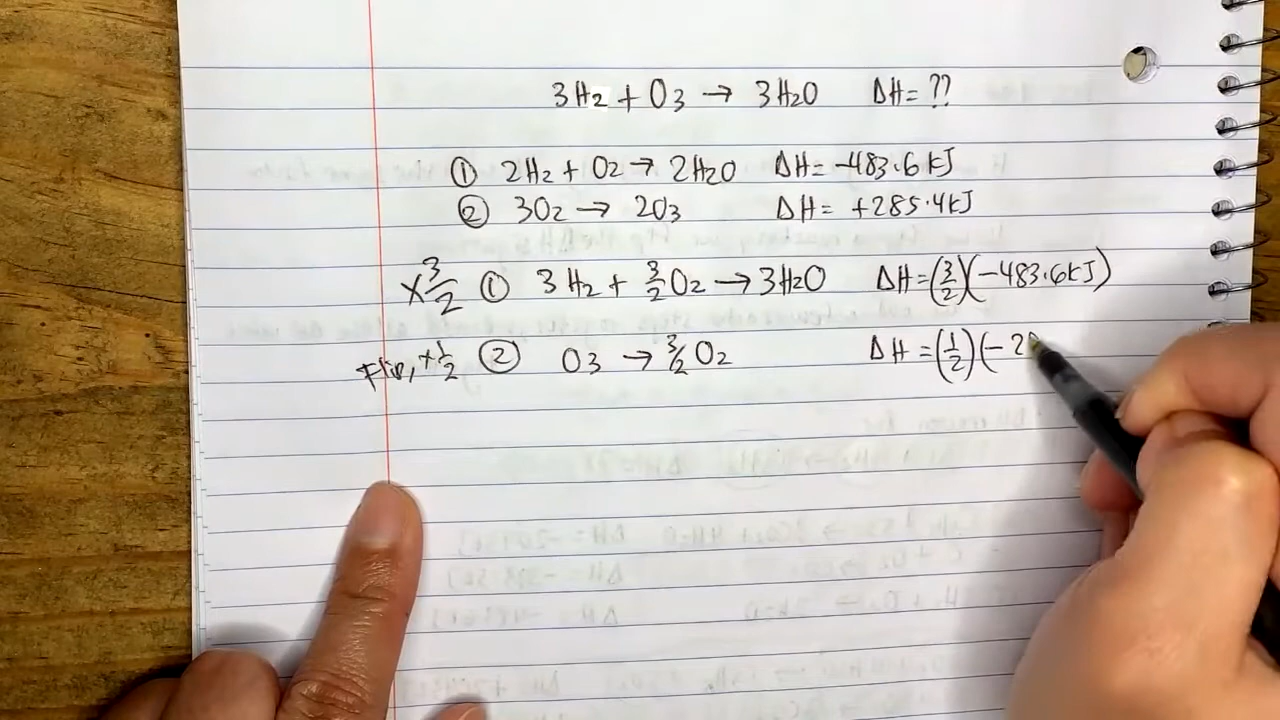 3H₂ + O₃ → 3H₂O ΔH = ??
① 2H₂ + O₂ → 2H₂O ΔH = -483.6 kJ
② 3O₂ → 2O₃ ΔH = +285.4 kJ
×3/2 ① 3H₂ + 3/2 O₂ → 3H₂O ΔH = (3/2)(-483.6 kJ)
Flip, ×1/2 ② O₃ → 3/2 O₂ ΔH = (1/2)(-2